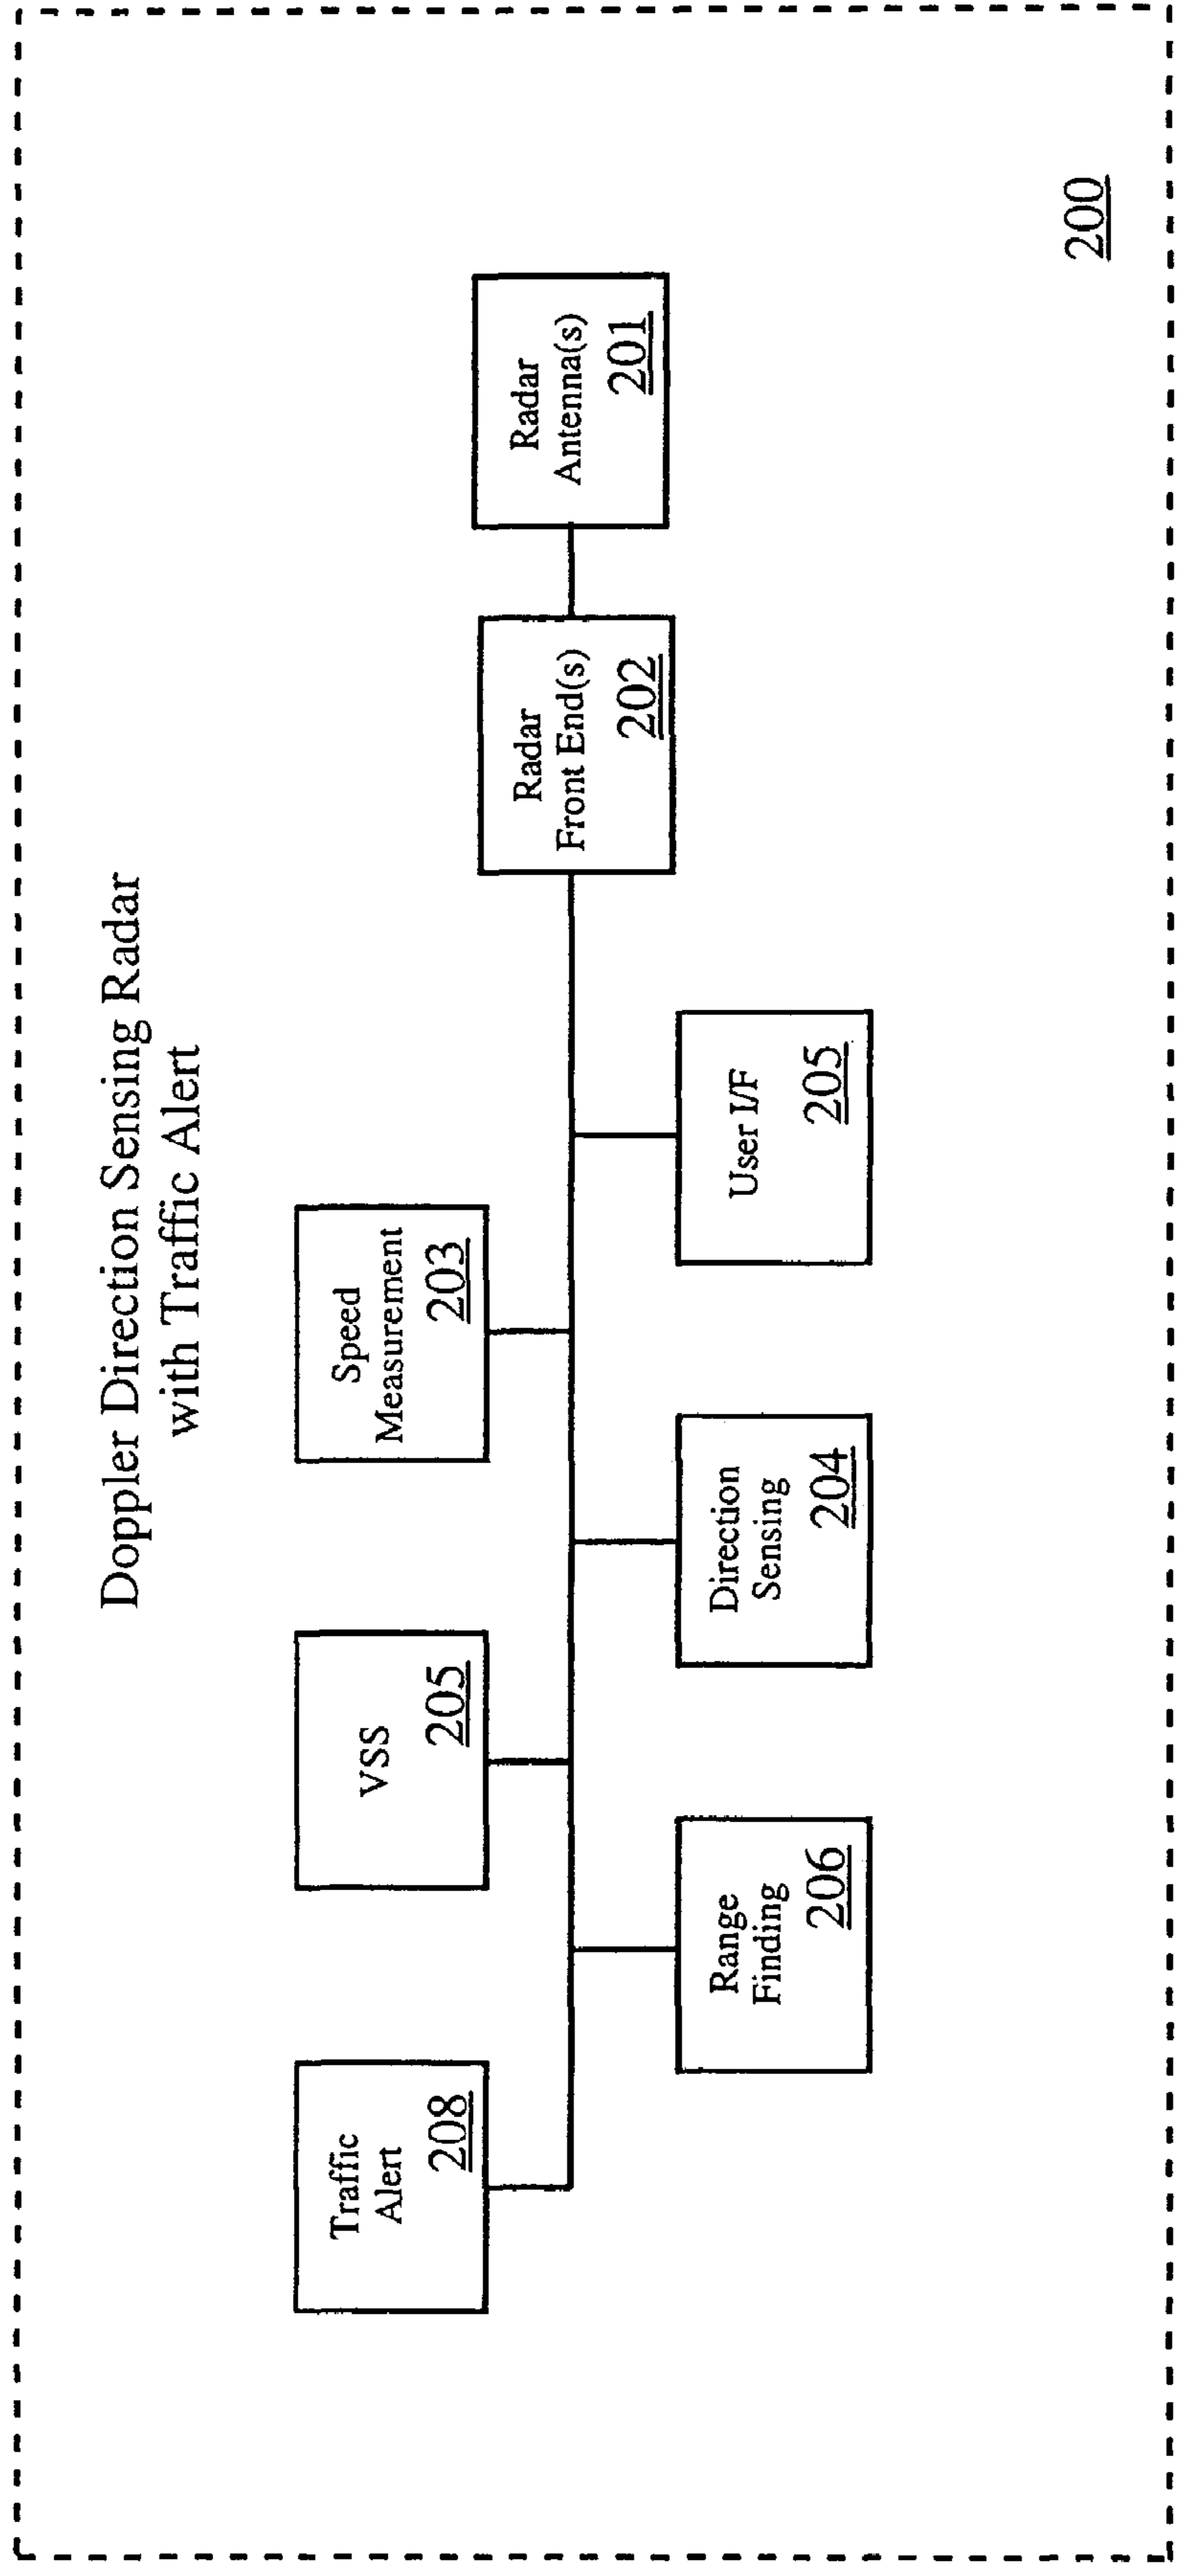 Doppler Direction Sensing Radar
with Traffic Alert
Traffic
Alert
208
VSS
205
Speed
Measurement
203
Radar
Front End(s)
202
Radar
Antenna(s)
201
Range
Finding
206
Direction
Sensing
204
User I/F
205
200